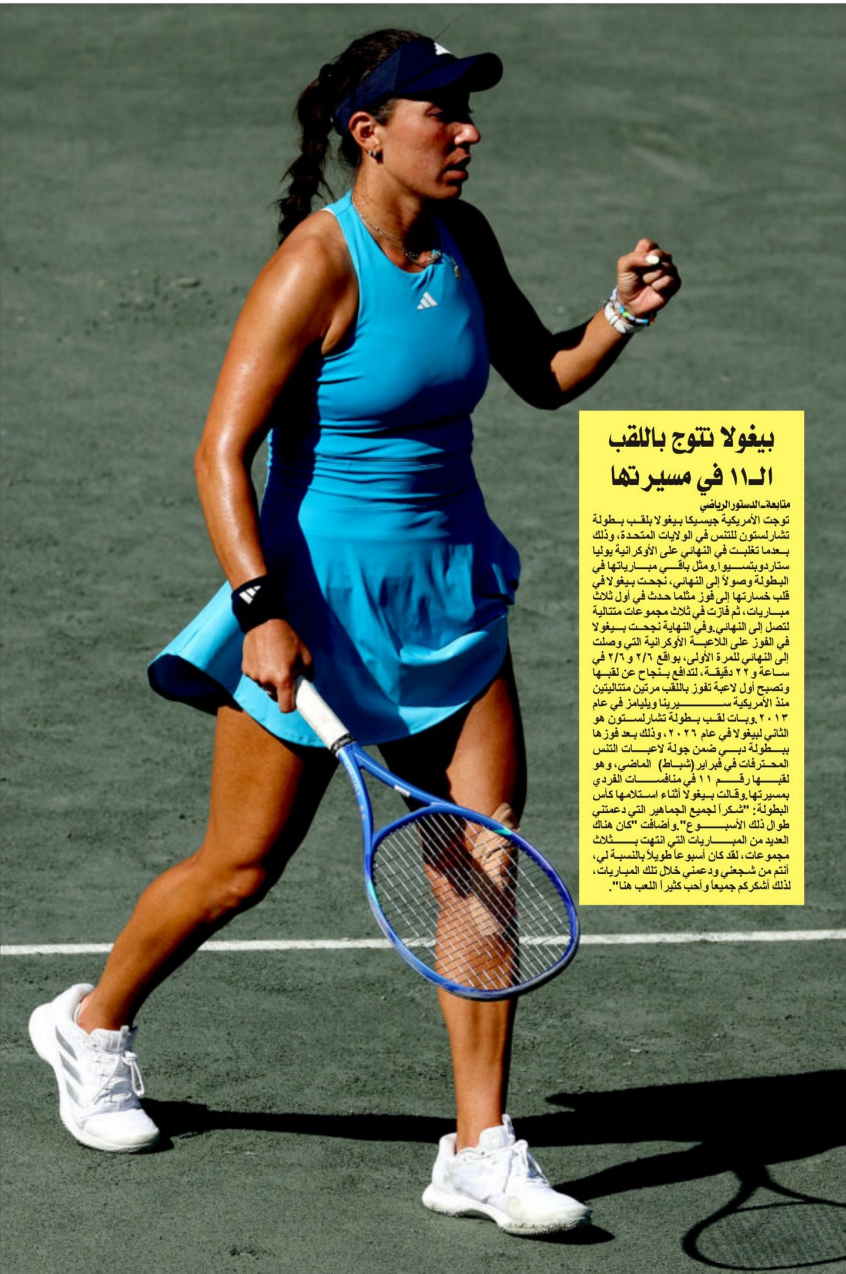 بيغولا تتوج باللقب
الـ١١ في مسيرتها
متابعة-الدستور الرياضي
توجت الأمريكية جيسيكا بيغولا بلقب بطولة
تشارلستون للتنس في الولايات المتحدة، وذلك
بعدما تغلبت في النهائي على الأوكرانية يوليا
ستاردوبتسيوا.ومثل باقي مبارياتها في
البطولة وصولاً إلى النهائي، نجحت بيغولا في
قلب خسارتها إلى فوز مثلما حدث في أول ثلاث
مباريات، ثم فازت في ثلاث مجموعات متتالية
لتصل إلى النهائي.وفي النهاية نجحت بيغولا
في الفوز على اللاعبة الأوكرانية التي وصلت
إلى النهائي للمرة الأولى، بواقع ٢/٦ و٢/٦ في
ساعة و٢٢ دقيقة، لتدافع بنجاح عن لقبها
وتصبح أول لاعبة تفوز باللقب مرتين متتاليتين
منذ الأمريكية سيرينا ويليامز في عام
٢٠١٣.وبات لقب بطولة تشارلستون هو
الثاني لبيغولا في عام ٢٠٢٦، وذلك بعد فوزها
ببطولة دبي ضمن جولة لاعبات التنس
المحترفات في فبراير(شباط) الماضي، وهو
لقبها رقم ١١ في منافسات الفردي
بمسيرتها.وقالت بيغولا أثناء استلامها كأس
البطولة: "شكراً لجميع الجماهير التي دعمتني
طوال ذلك الأسبوع".وأضافت "كان هناك
العديد من المباريات التي انتهت بثلاث
مجموعات، لقد كان أسبوعاً طويلاً بالنسبة لي،
أنتم من شجعني ودعمني خلال تلك المباريات،
لذلك أشكركم جميعاً وأحب كثيراً اللعب هنا".